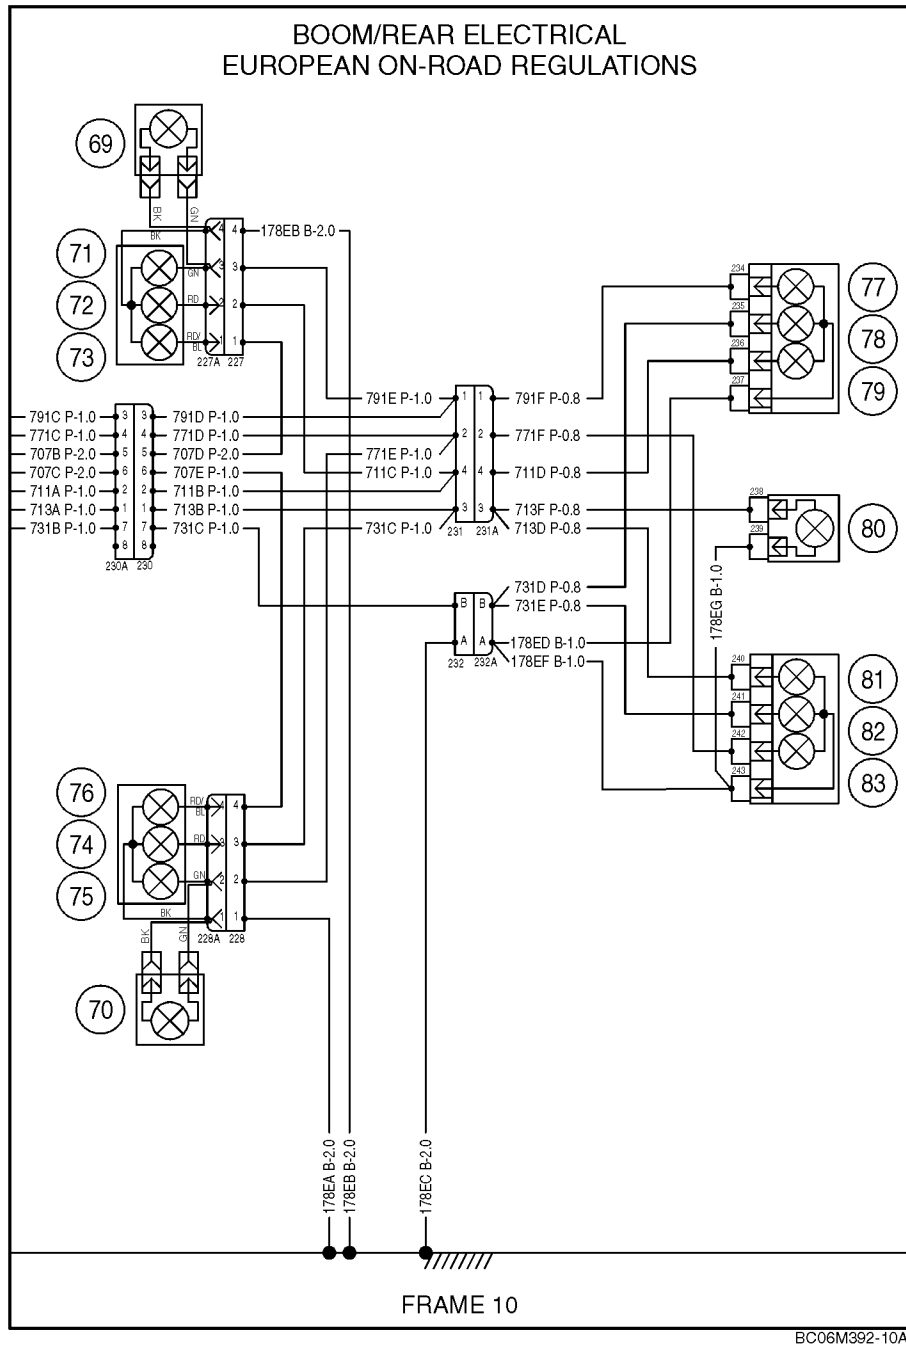 BOOM/REAR ELECTRICAL
EUROPEAN ON-ROAD REGULATIONS
69
BK
GN
BK
4
4
178EB B-2.0
71
GN
3
3
72
RD
2
2
73
RD/
BL
1
1
227A
227
234
77
235
78
236
79
237
791E P-1.0
1
1
791F P-0.8
791C P-1.0
3
3
791D P-1.0
771C P-1.0
4
4
771D P-1.0
2
2
771F P-0.8
707B P-2.0
5
5
707D P-2.0
771E P-1.0
707C P-2.0
6
6
707E P-1.0
711C P-1.0
4
4
711D P-0.8
711A P-1.0
2
2
711B P-1.0
713A P-1.0
1
1
713B P-1.0
3
3
713F P-0.8
731B P-1.0
7
7
731C P-1.0
731C P-1.0
231
231A
713D P-0.8
8
8
230A
230
238
80
239
178EG B-1.0
731D P-0.8
B
B
731E P-0.8
A
A
178ED B-1.0
232
232A
178EF B-1.0
240
81
241
82
242
83
243
76
RD/
BL
4
4
74
RD
3
3
75
GN
2
2
BK
1
1
228A
228
BK
GN
70
178EA B-2.0
178EB B-2.0
178EC B-2.0
FRAME 10
BC06M392-10A